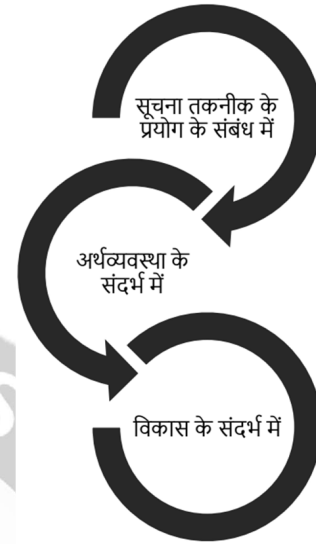 सूचना तकनीक के
प्रयोग के संबंध में
अर्थव्यवस्था के
संदर्भ में
विकास के संदर्भ में